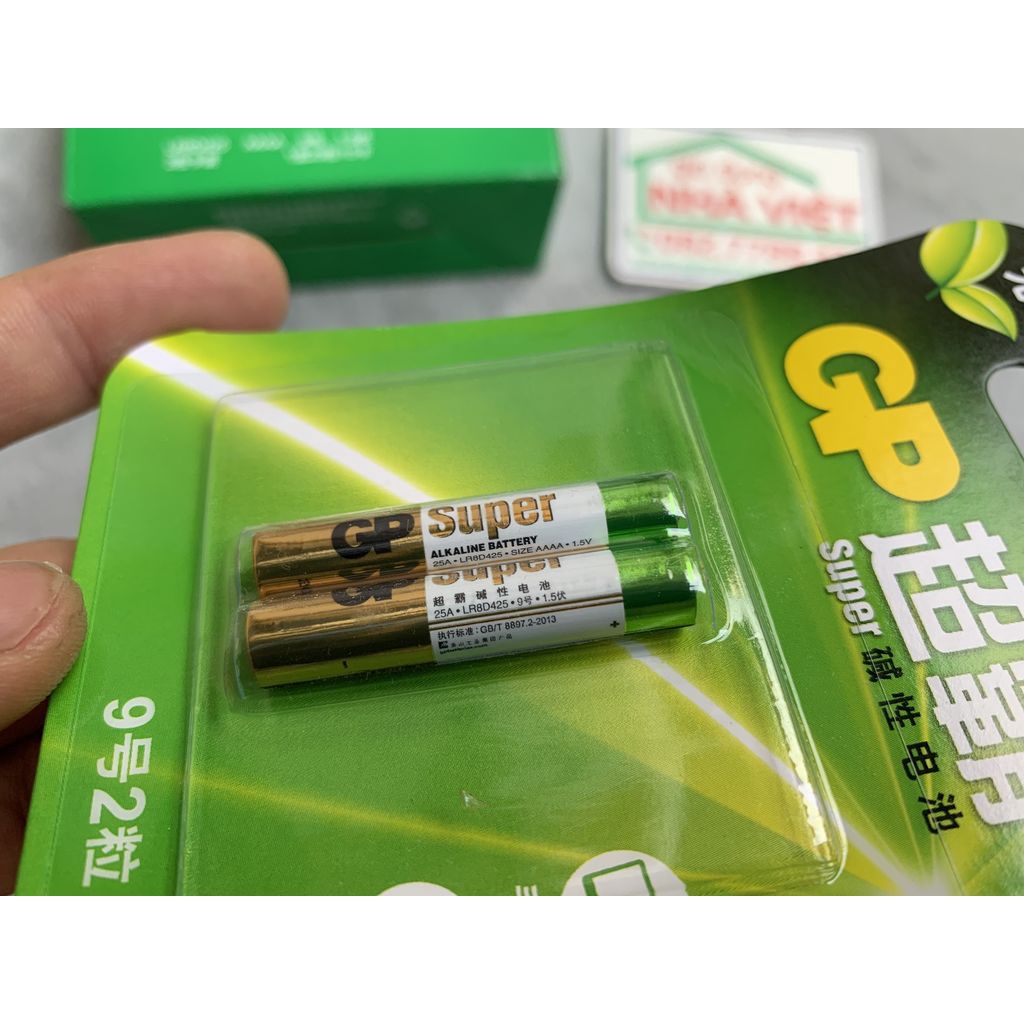 NHÀ VIỆT
GP
超霸
Super 碱性电池
GP Super
ALKALINE BATTERY
25A • LR8D425 • SIZE AAAA • 1.5V
GP Super
超霸碱性电池
25A • LR8D425 • 9号 • 1.5伏
执行标准：GB/T 8897.2-2013
+
9号2粒